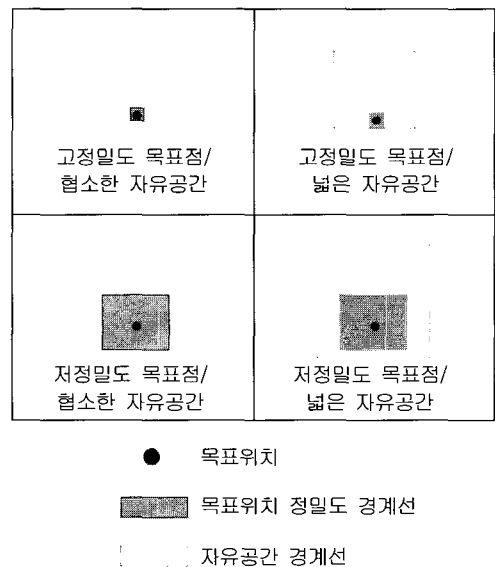 고정밀도 목표점/
협소한 자유공간
고정밀도 목표점/
넓은 자유공간
저정밀도 목표점/
협소한 자유공간
저정밀도 목표점/
넓은 자유공간
목표위치
목표위치 정밀도 경계선
자유공간 경계선